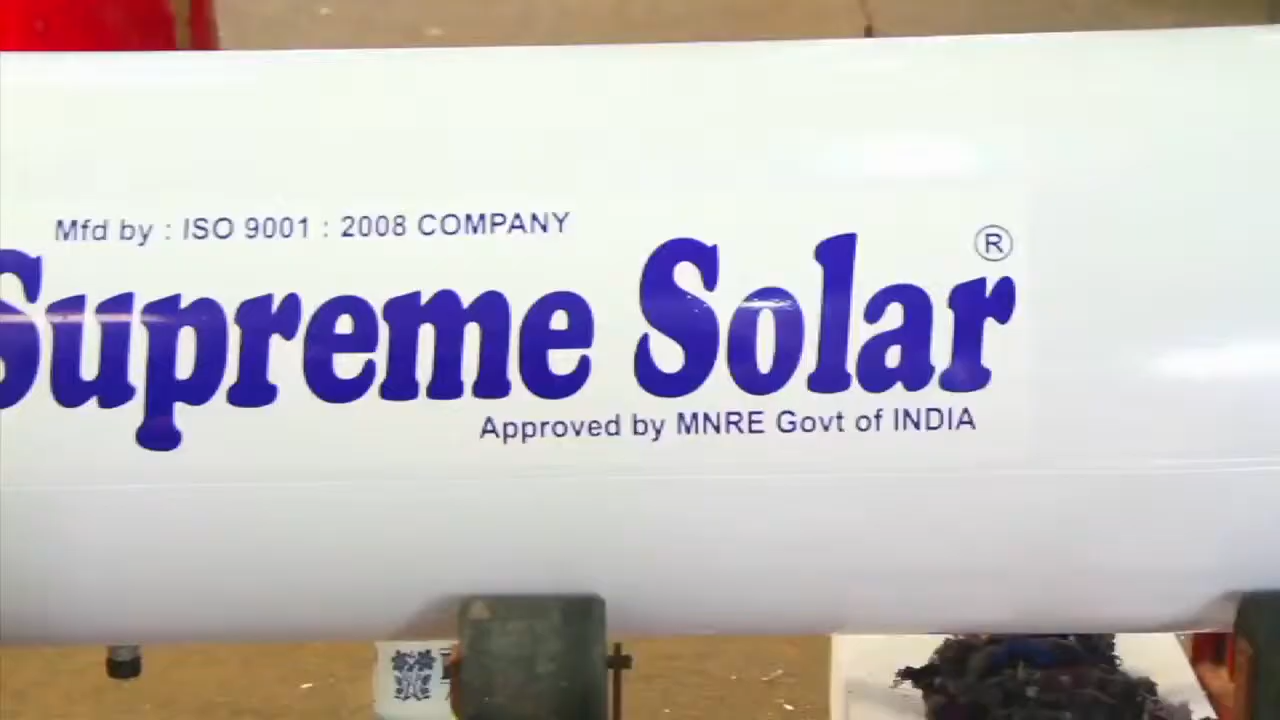 Mfd by : ISO 9001 : 2008 COMPANY
Supreme Solar®
Approved by MNRE Govt of INDIA